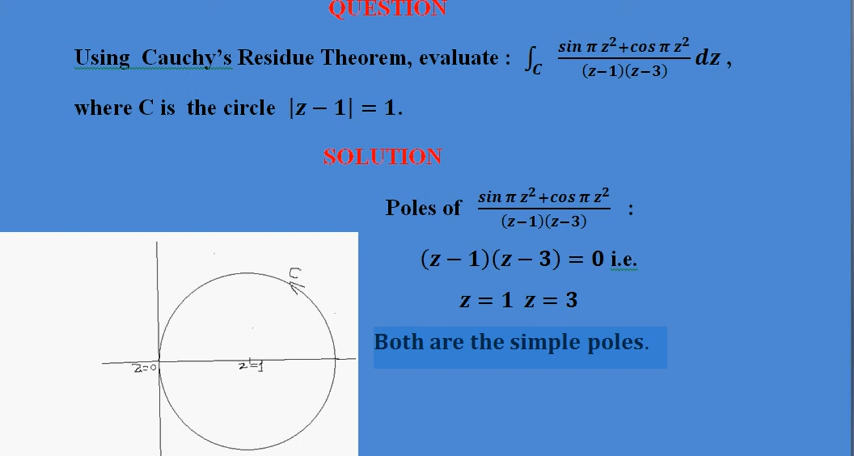 QUESTION
Using Cauchy's Residue Theorem, evaluate : ∫_C (sin π z²+cos π z²)/((z−1)(z−3)) dz ,
where C is the circle |z − 1| = 1.
SOLUTION
Poles of (sin π z²+cos π z²)/((z−1)(z−3)) :
(z − 1)(z − 3) = 0 i.e.
z = 1 z = 3
Both are the simple poles.
C
z=0
z=1